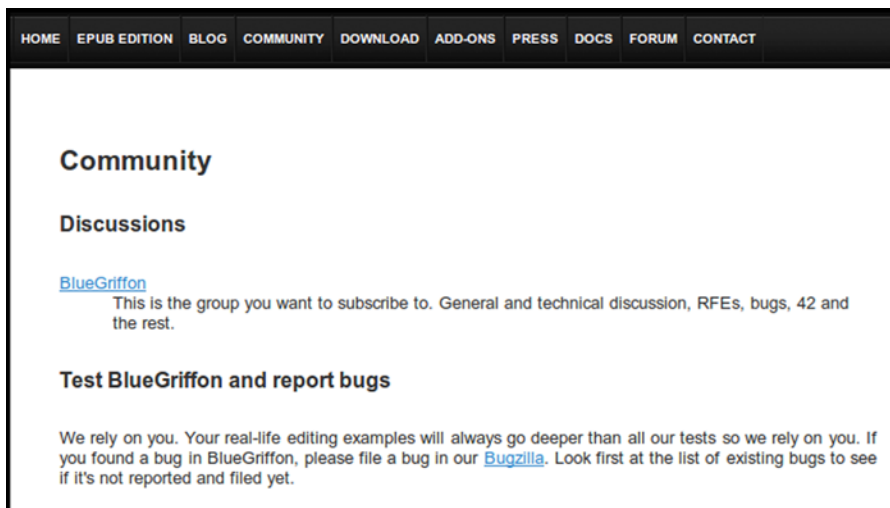 HOME EPUB EDITION BLOG COMMUNITY DOWNLOAD ADD-ONS PRESS DOCS FORUM CONTACT
Community
Discussions
BlueGriffon
This is the group you want to subscribe to. General and technical discussion, RFEs, bugs, 42 and
the rest.
Test BlueGriffon and report bugs
We rely on you. Your real-life editing examples will always go deeper than all our tests so we rely on you. If
you found a bug in BlueGriffon, please file a bug in our Bugzilla. Look first at the list of existing bugs to see
if it's not reported and filed yet.